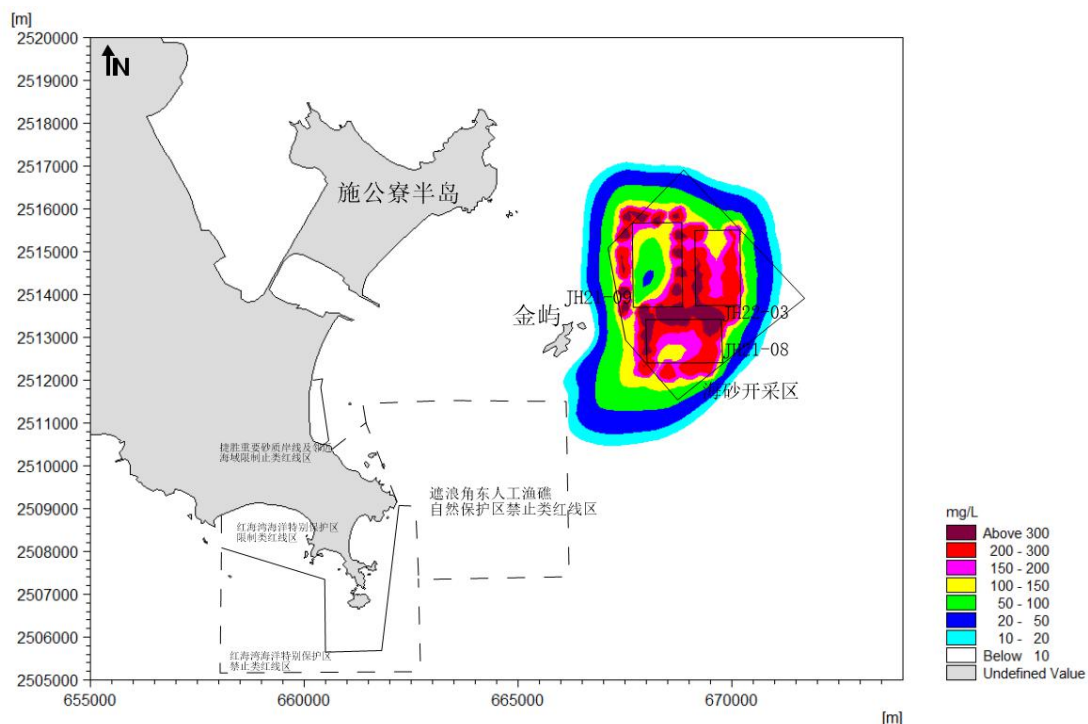 [m]
2520000
2519000
2518000
2517000
2516000
2515000
2514000
2513000
2512000
2511000
2510000
2509000
2508000
2507000
2506000
2505000
N
施公寮半岛
金屿
JH21-09
JH22-03
JH21-08
海砂开采区
捷胜重要砂质岸线及邻近
海域限制止类红线区
遮浪角东人工渔礁
自然保护区禁止类红线区
红海湾海洋特别保护区
限制类红线区
红海湾海洋特别保护区
禁止类红线区
655000
660000
665000
670000
[m]
mg/L
Above 300
200 - 300
150 - 200
100 - 150
50 - 100
20 - 50
10 - 20
Below 10
Undefined Value